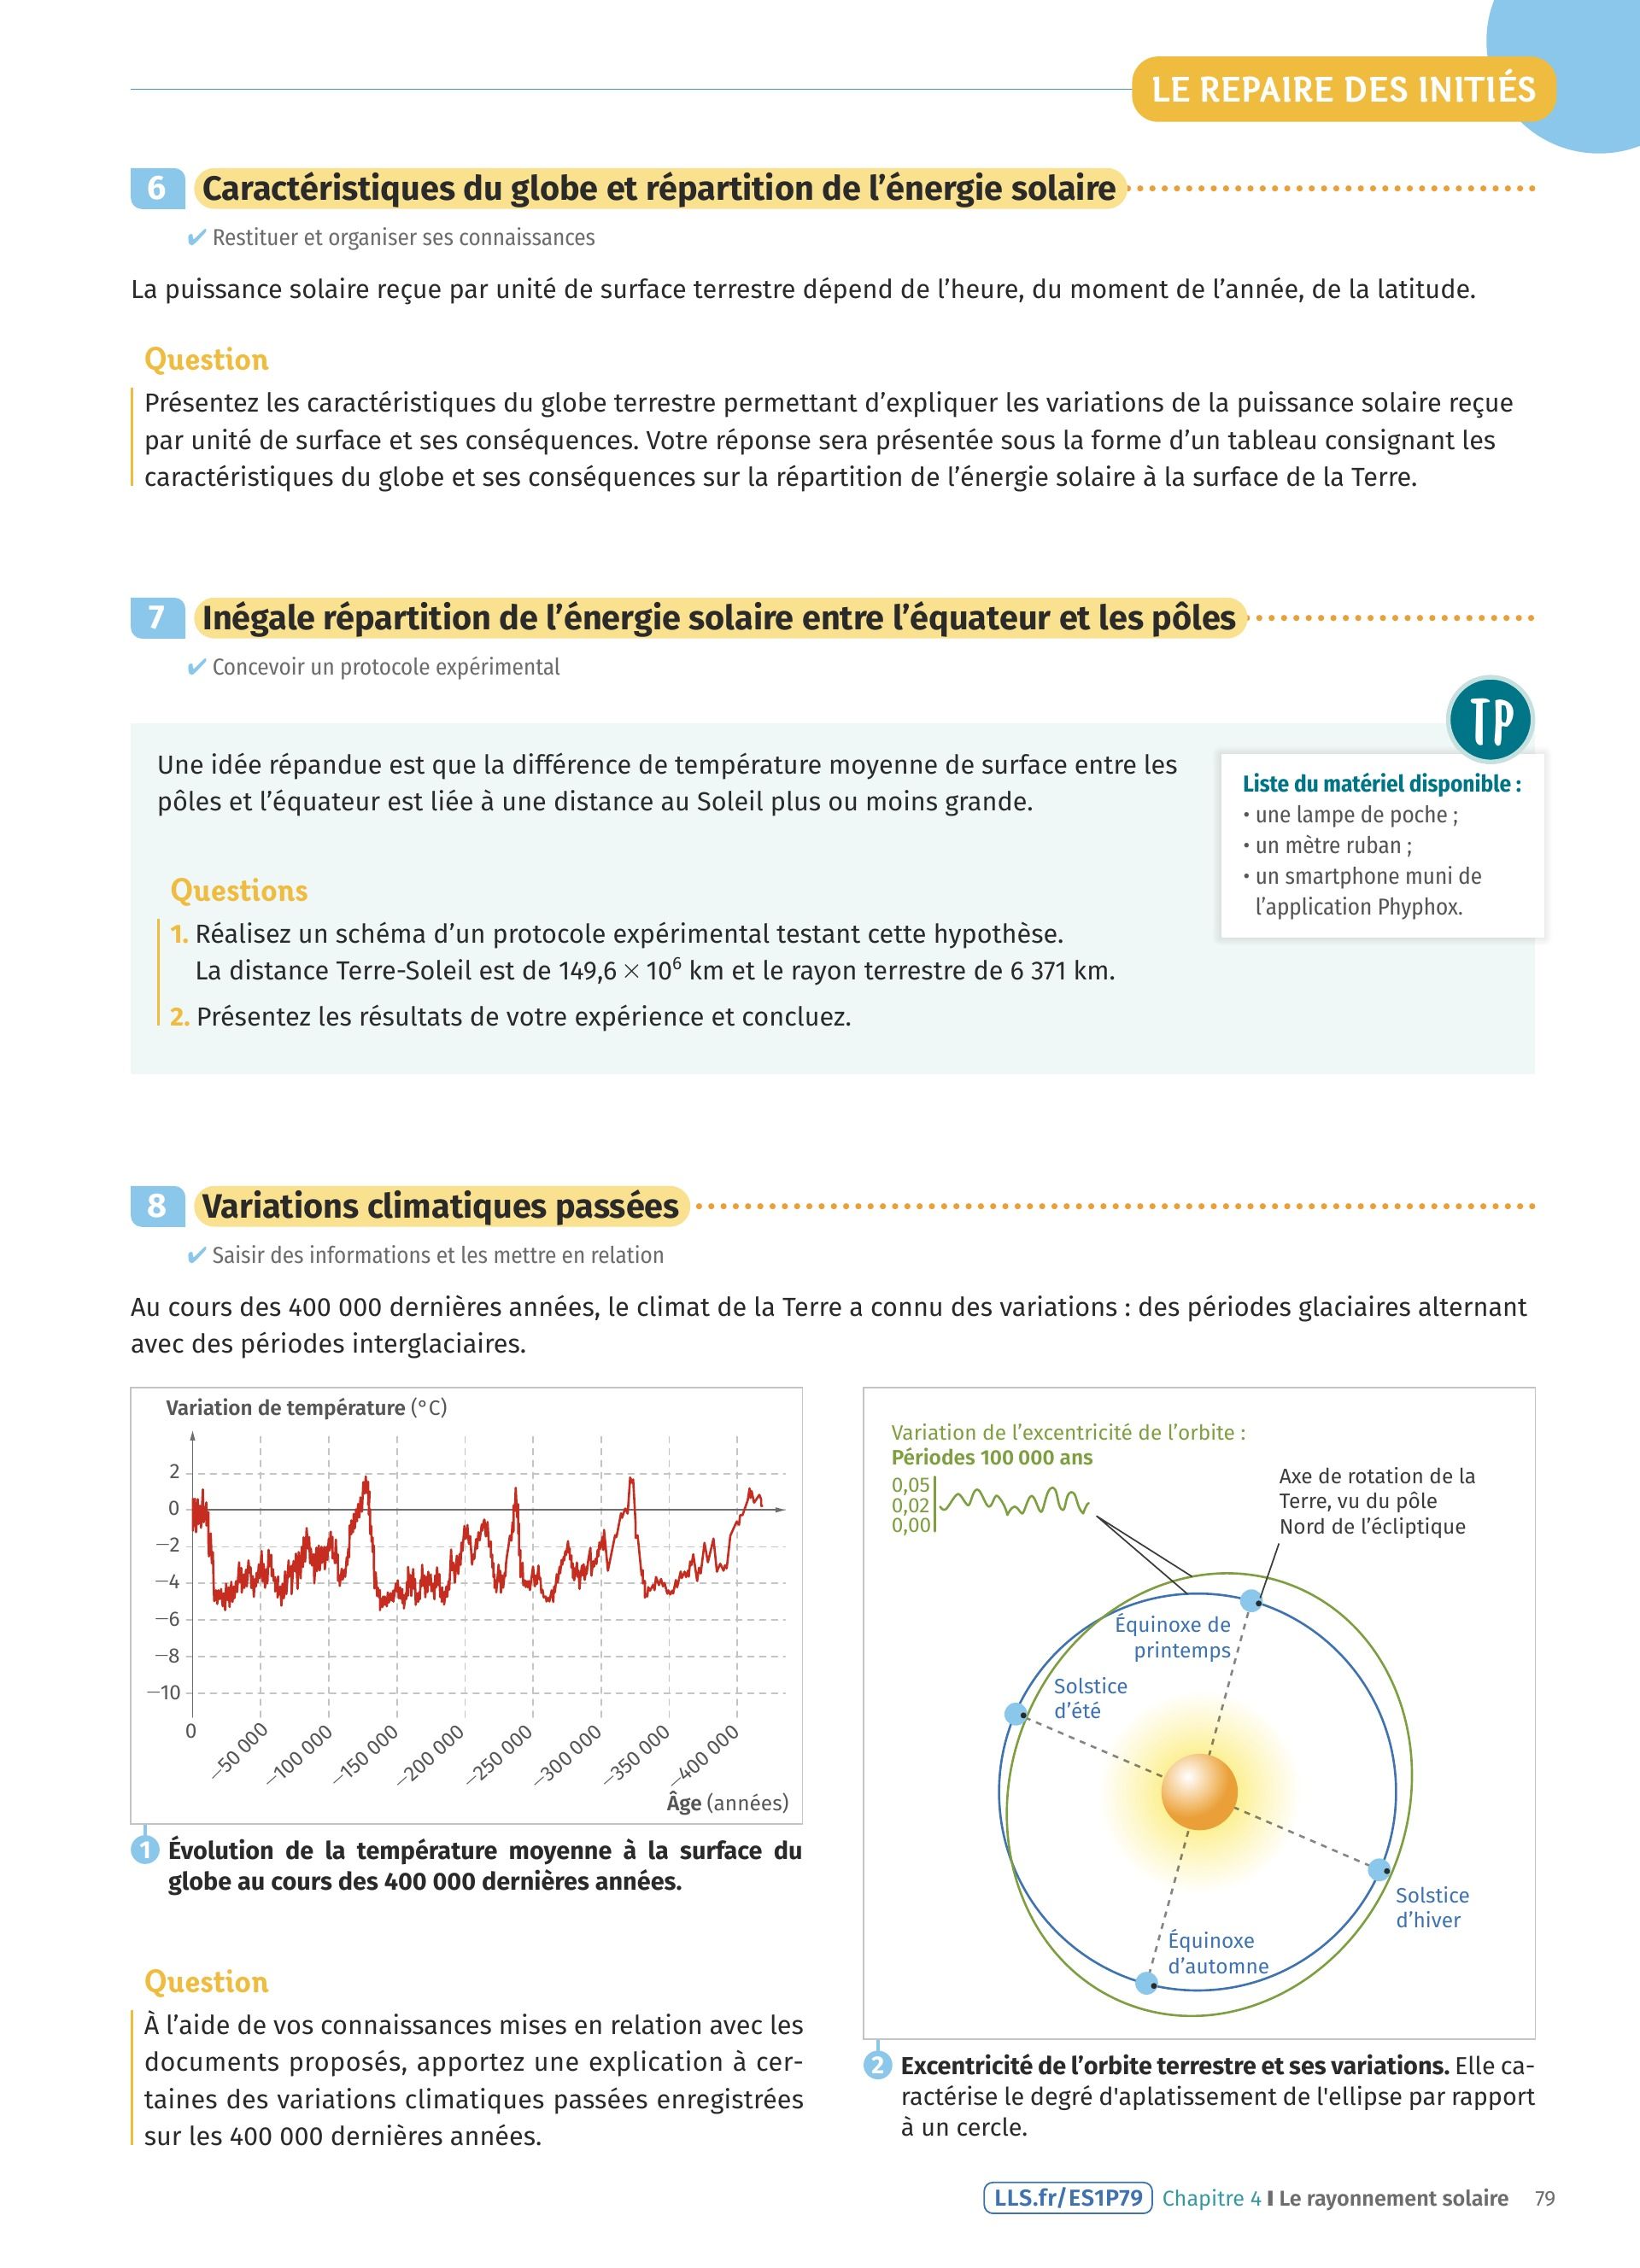 LE REPAIRE DES INITIÉS
6 Caractéristiques du globe et répartition de l’énergie solaire
✔ Restituer et organiser ses connaissances
La puissance solaire reçue par unité de surface terrestre dépend de l’heure, du moment de l’année, de la latitude.
Question
Présentez les caractéristiques du globe terrestre permettant d’expliquer les variations de la puissance solaire reçue
par unité de surface et ses conséquences. Votre réponse sera présentée sous la forme d’un tableau consignant les
caractéristiques du globe et ses conséquences sur la répartition de l’énergie solaire à la surface de la Terre.
7 Inégale répartition de l’énergie solaire entre l’équateur et les pôles
✔ Concevoir un protocole expérimental
TP
Une idée répandue est que la différence de température moyenne de surface entre les
pôles et l’équateur est liée à une distance au Soleil plus ou moins grande.
Liste du matériel disponible :
• une lampe de poche ;
• un mètre ruban ;
• un smartphone muni de
l’application Phyphox.
Questions
1. Réalisez un schéma d’un protocole expérimental testant cette hypothèse.
La distance Terre-Soleil est de 149,6 × 10⁶ km et le rayon terrestre de 6 371 km.
2. Présentez les résultats de votre expérience et concluez.
8 Variations climatiques passées
✔ Saisir des informations et les mettre en relation
Au cours des 400 000 dernières années, le climat de la Terre a connu des variations : des périodes glaciaires alternant
avec des périodes interglaciaires.
Variation de température (°C)
2
0
−2
−4
−6
−8
−10
0
−50 000
−100 000
−150 000
−200 000
−250 000
−300 000
−350 000
−400 000
Âge (années)
1 Évolution de la température moyenne à la surface du
globe au cours des 400 000 dernières années.
Question
À l’aide de vos connaissances mises en relation avec les
documents proposés, apportez une explication à cer-
taines des variations climatiques passées enregistrées
sur les 400 000 dernières années.
Variation de l’excentricité de l’orbite :
Périodes 100 000 ans
0,05
0,02
0,00
Axe de rotation de la
Terre, vu du pôle
Nord de l’écliptique
Équinoxe de
printemps
Solstice
d’été
Solstice
d’hiver
Équinoxe
d’automne
2 Excentricité de l’orbite terrestre et ses variations. Elle ca-
ractérise le degré d'aplatissement de l'ellipse par rapport
à un cercle.
LLS.fr/ES1P79 Chapitre 4 I Le rayonnement solaire 79